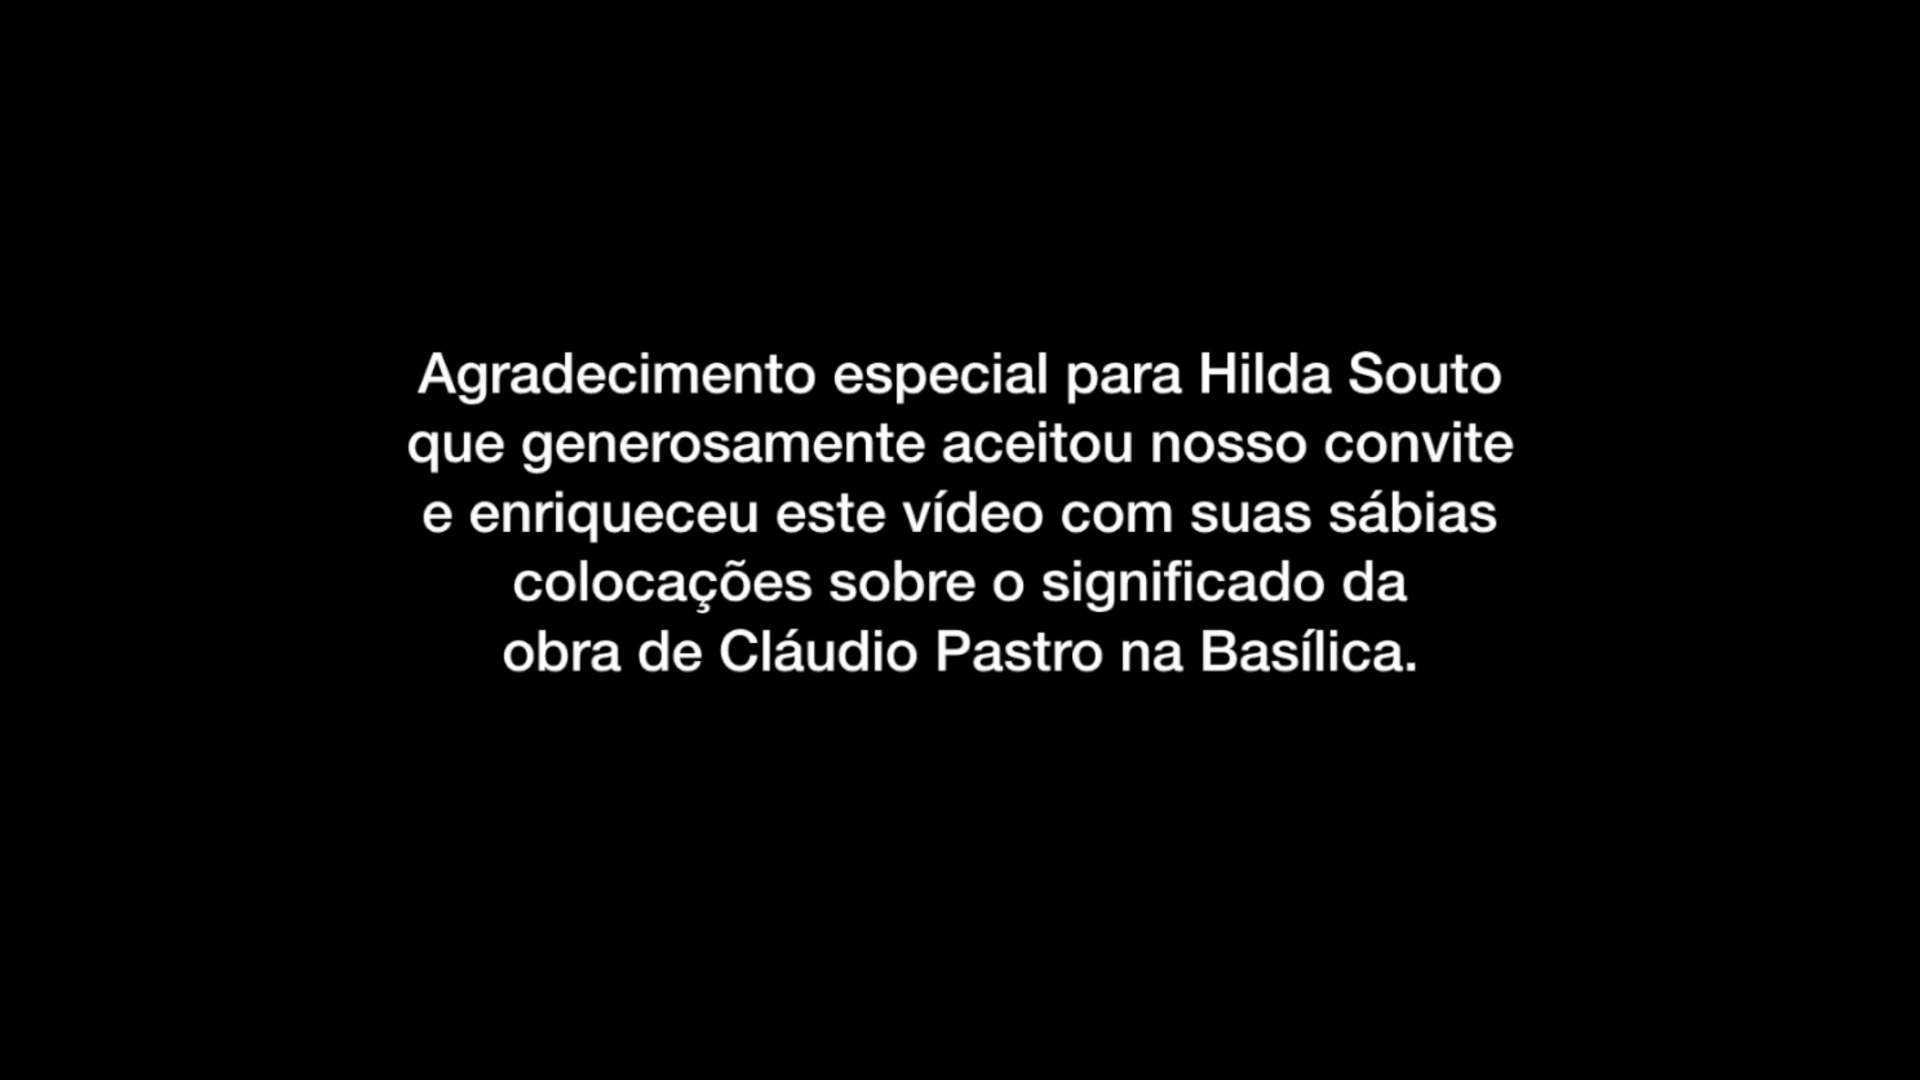 Agradecimento especial para Hilda Souto
que generosamente aceitou nosso convite
e enriqueceu este vídeo com suas sábias
colocações sobre o significado da
obra de Cláudio Pastro na Basílica.